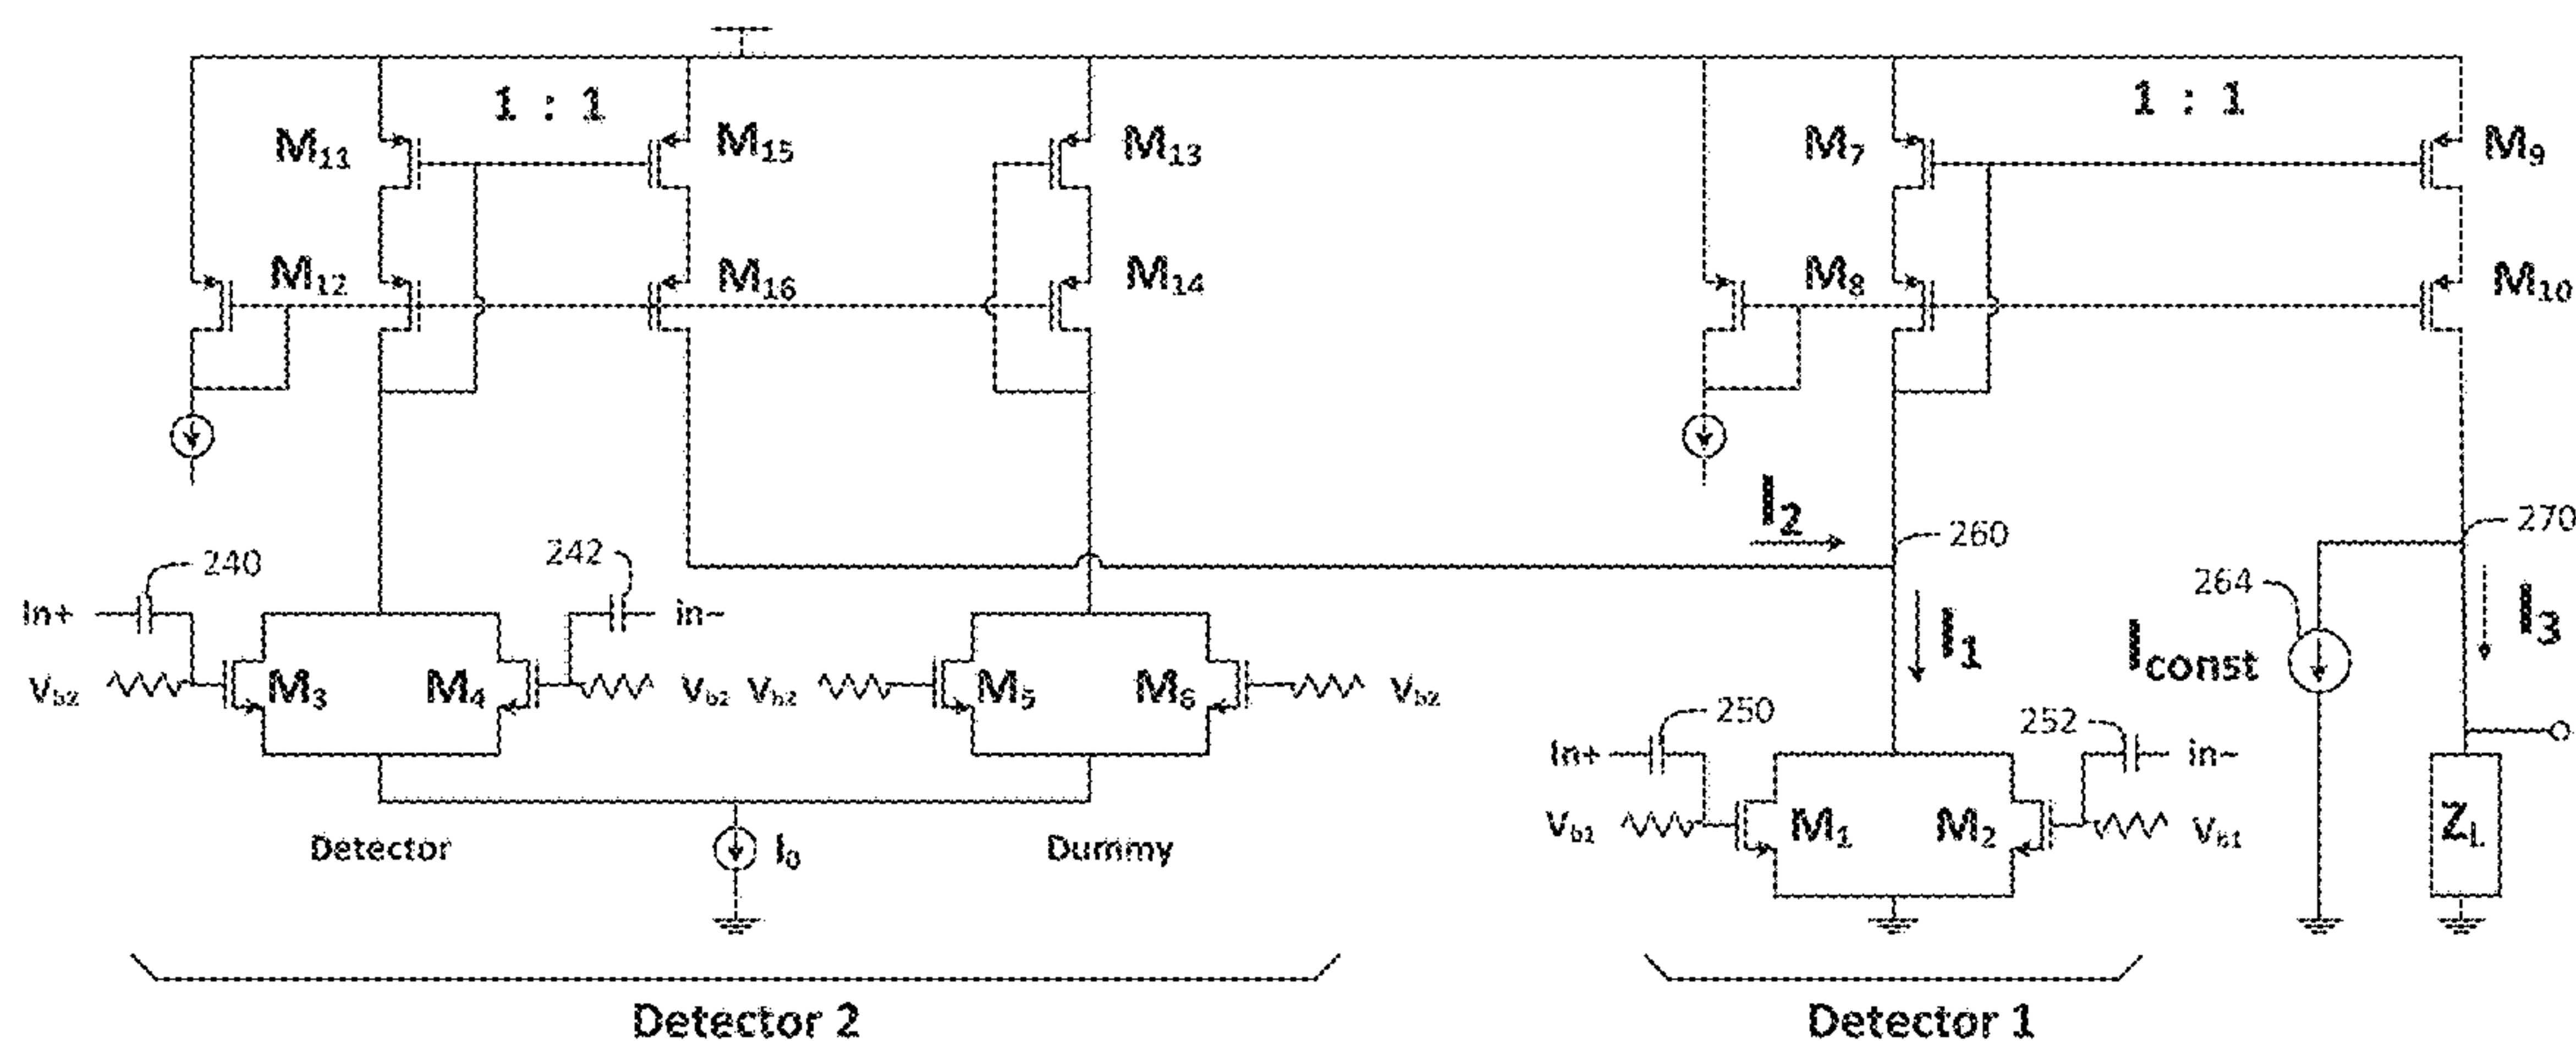 1 : 1
1 : 1
M11
M15
M13
M7
M9
M12
M16
M14
M8
M10
I2
260
270
240
242
264
I3
In+
in−
I1
Iconst
Vb2
M3
M4
Vb2
Vb2
M5
M6
Vb2
250
252
In+
in−
Vb1
M1
M2
Vb1
ZL
Detector
I0
Dummy
Detector 2
Detector 1